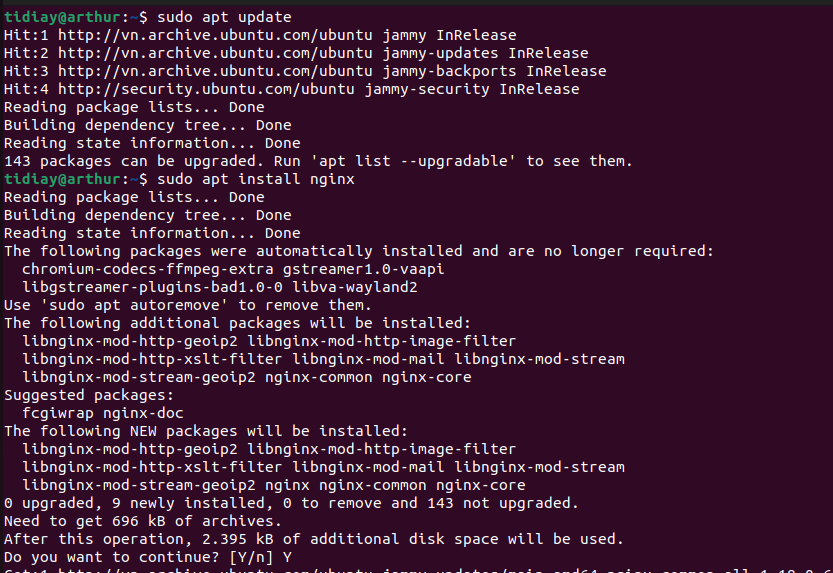 tidiay@arthur:~$ sudo apt update
Hit:1 http://vn.archive.ubuntu.com/ubuntu jammy InRelease
Hit:2 http://vn.archive.ubuntu.com/ubuntu jammy-updates InRelease
Hit:3 http://vn.archive.ubuntu.com/ubuntu jammy-backports InRelease
Hit:4 http://security.ubuntu.com/ubuntu jammy-security InRelease
Reading package lists... Done
Building dependency tree... Done
Reading state information... Done
143 packages can be upgraded. Run 'apt list --upgradable' to see them.
tidiay@arthur:~$ sudo apt install nginx
Reading package lists... Done
Building dependency tree... Done
Reading state information... Done
The following packages were automatically installed and are no longer required:
  chromium-codecs-ffmpeg-extra gstreamer1.0-vaapi
  libgstreamer-plugins-bad1.0-0 libva-wayland2
Use 'sudo apt autoremove' to remove them.
The following additional packages will be installed:
  libnginx-mod-http-geoip2 libnginx-mod-http-image-filter
  libnginx-mod-http-xslt-filter libnginx-mod-mail libnginx-mod-stream
  libnginx-mod-stream-geoip2 nginx-common nginx-core
Suggested packages:
  fcgiwrap nginx-doc
The following NEW packages will be installed:
  libnginx-mod-http-geoip2 libnginx-mod-http-image-filter
  libnginx-mod-http-xslt-filter libnginx-mod-mail libnginx-mod-stream
  libnginx-mod-stream-geoip2 nginx nginx-common nginx-core
0 upgraded, 9 newly installed, 0 to remove and 143 not upgraded.
Need to get 696 kB of archives.
After this operation, 2.395 kB of additional disk space will be used.
Do you want to continue? [Y/n] Y